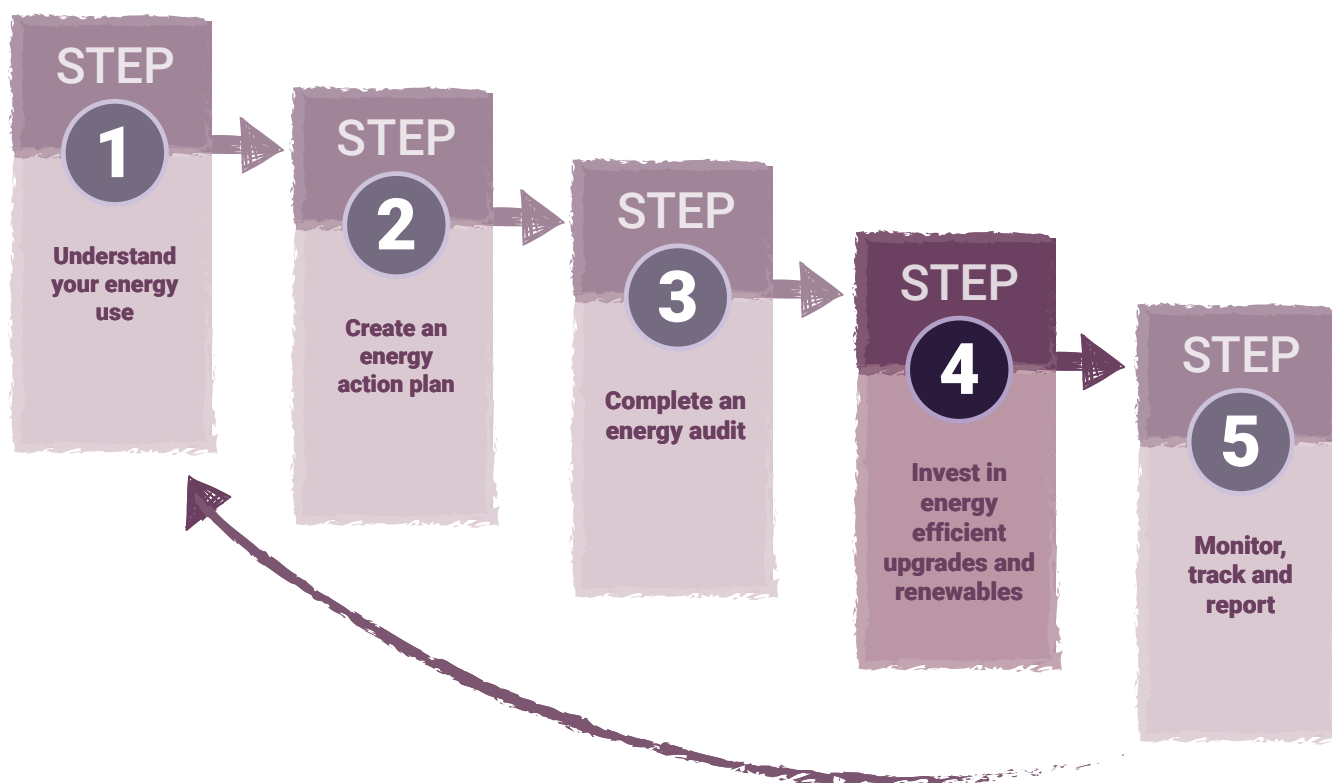 STEP
1
Understand
your energy
use
STEP
2
Create an
energy
action plan
STEP
3
Complete an
energy audit
STEP
4
Invest in
energy
efficient
upgrades and
renewables
STEP
5
Monitor,
track and
report